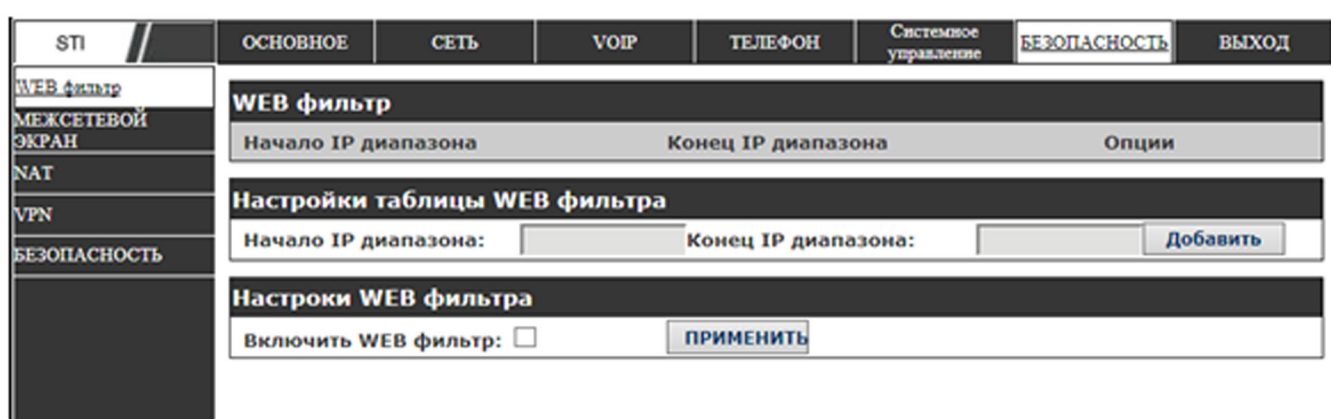 STI
ОСНОВНОЕ
СЕТЬ
VOIP
ТЕЛЕФОН
Системное
управление
БЕЗОПАСНОСТЬ
ВЫХОД
WEB фильтр
МЕЖСЕТЕВОЙ
ЭКРАН
NAT
VPN
БЕЗОПАСНОСТЬ
WEB фильтр
Начало IP диапазона Конец IP диапазона Опции
Настройки таблицы WEB фильтра
Начало IP диапазона: Конец IP диапазона: Добавить
Настроки WEB фильтра
Включить WEB фильтр: ПРИМЕНИТЬ